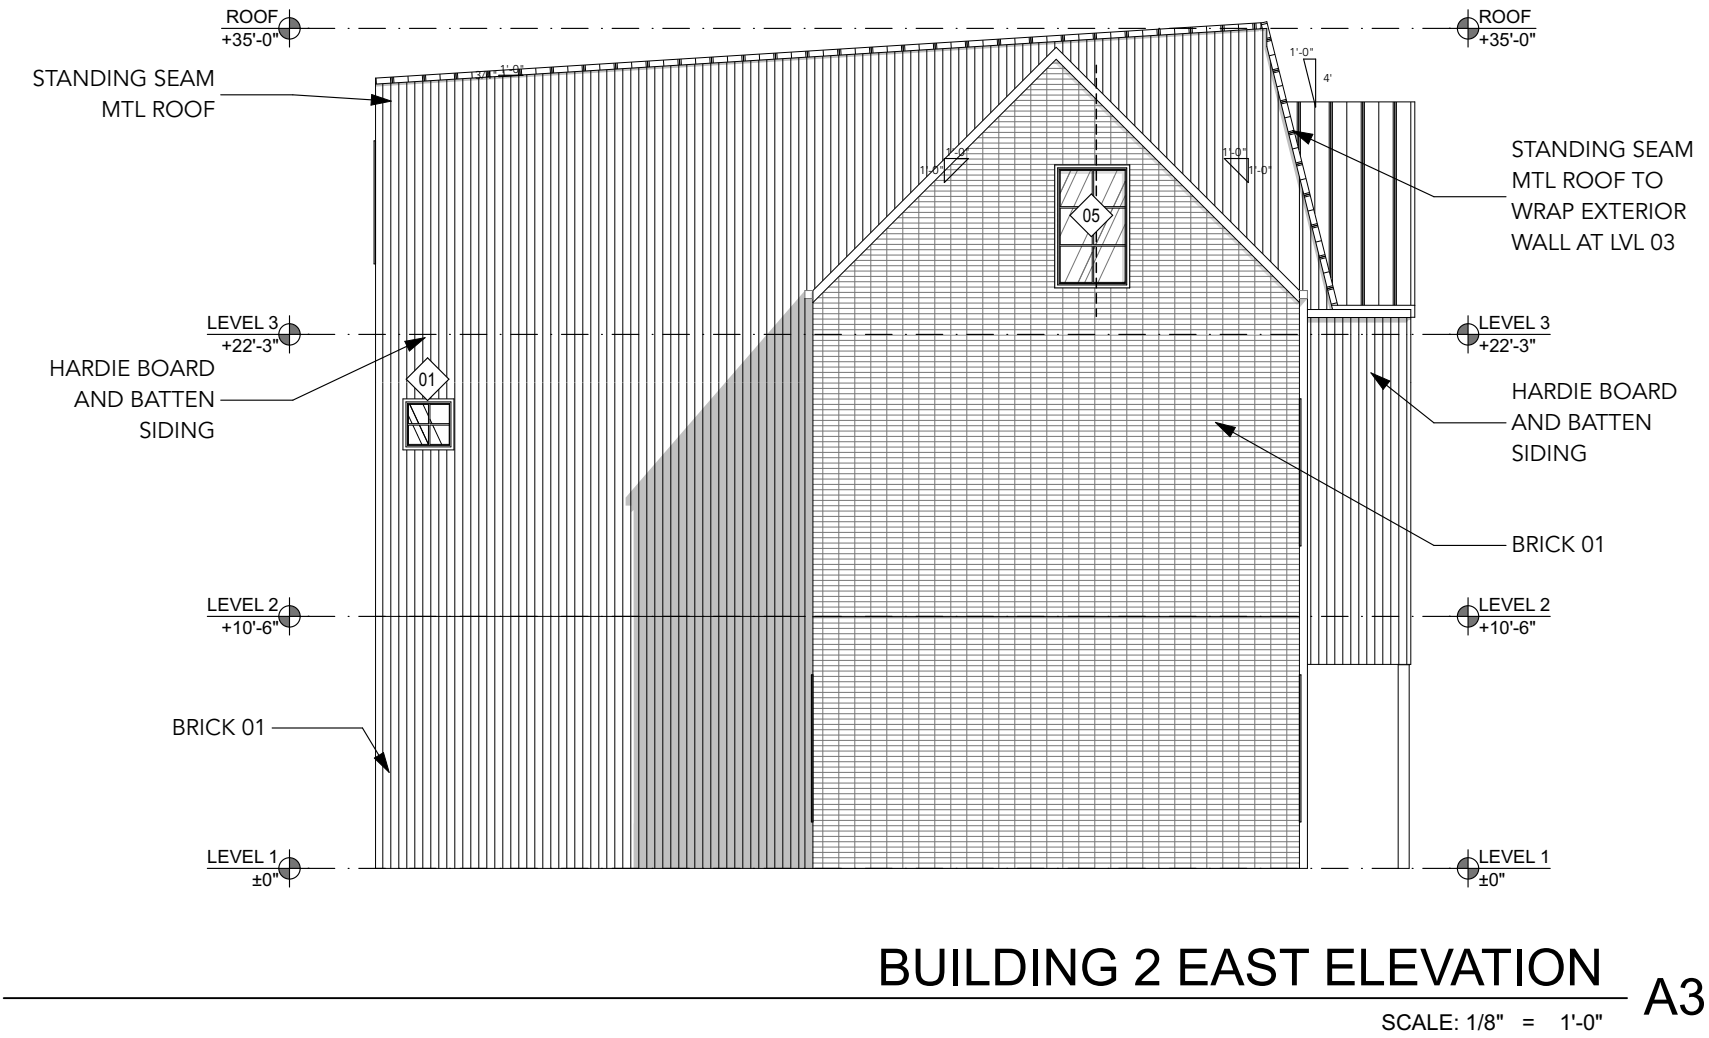 ROOF
+35'-0"
ROOF
+35'-0"
STANDING SEAM
MTL ROOF
1'-0"
1'-0"
4'
1'-0"
1'-0"
1'-0"
1'-0"
STANDING SEAM
MTL ROOF TO
WRAP EXTERIOR
WALL AT LVL 03
05
LEVEL 3
+22'-3"
LEVEL 3
+22'-3"
HARDIE BOARD
AND BATTEN
SIDING
01
HARDIE BOARD
AND BATTEN
SIDING
BRICK 01
LEVEL 2
+10'-6"
LEVEL 2
+10'-6"
BRICK 01
LEVEL 1
±0"
LEVEL 1
±0"
BUILDING 2 EAST ELEVATION
A3
SCALE: 1/8" = 1'-0"